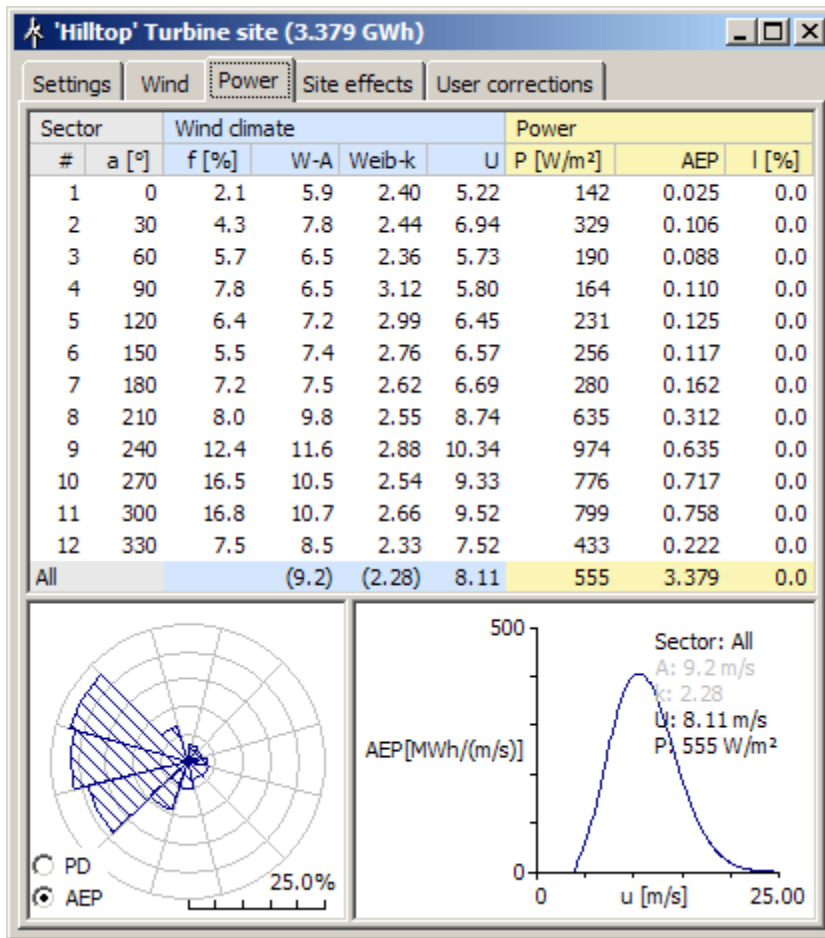 'Hilltop' Turbine site (3.379 GWh)
Settings Wind Power Site effects User corrections
Sector Wind climate Power
# a [°] f [%] W-A Weib-k U P [W/m²] AEP l [%]
1 0 2.1 5.9 2.40 5.22 142 0.025 0.0
2 30 4.3 7.8 2.44 6.94 329 0.106 0.0
3 60 5.7 6.5 2.36 5.73 190 0.088 0.0
4 90 7.8 6.5 3.12 5.80 164 0.110 0.0
5 120 6.4 7.2 2.99 6.45 231 0.125 0.0
6 150 5.5 7.4 2.76 6.57 256 0.117 0.0
7 180 7.2 7.5 2.62 6.69 280 0.162 0.0
8 210 8.0 9.8 2.55 8.74 635 0.312 0.0
9 240 12.4 11.6 2.88 10.34 974 0.635 0.0
10 270 16.5 10.5 2.54 9.33 776 0.717 0.0
11 300 16.8 10.7 2.66 9.52 799 0.758 0.0
12 330 7.5 8.5 2.33 7.52 433 0.222 0.0
All (9.2) (2.28) 8.11 555 3.379 0.0
PD
AEP
25.0%
500
Sector: All
A: 9.2 m/s
k: 2.28
U: 8.11 m/s
P: 555 W/m²
AEP[MWh/(m/s)]
0
0 u [m/s] 25.00